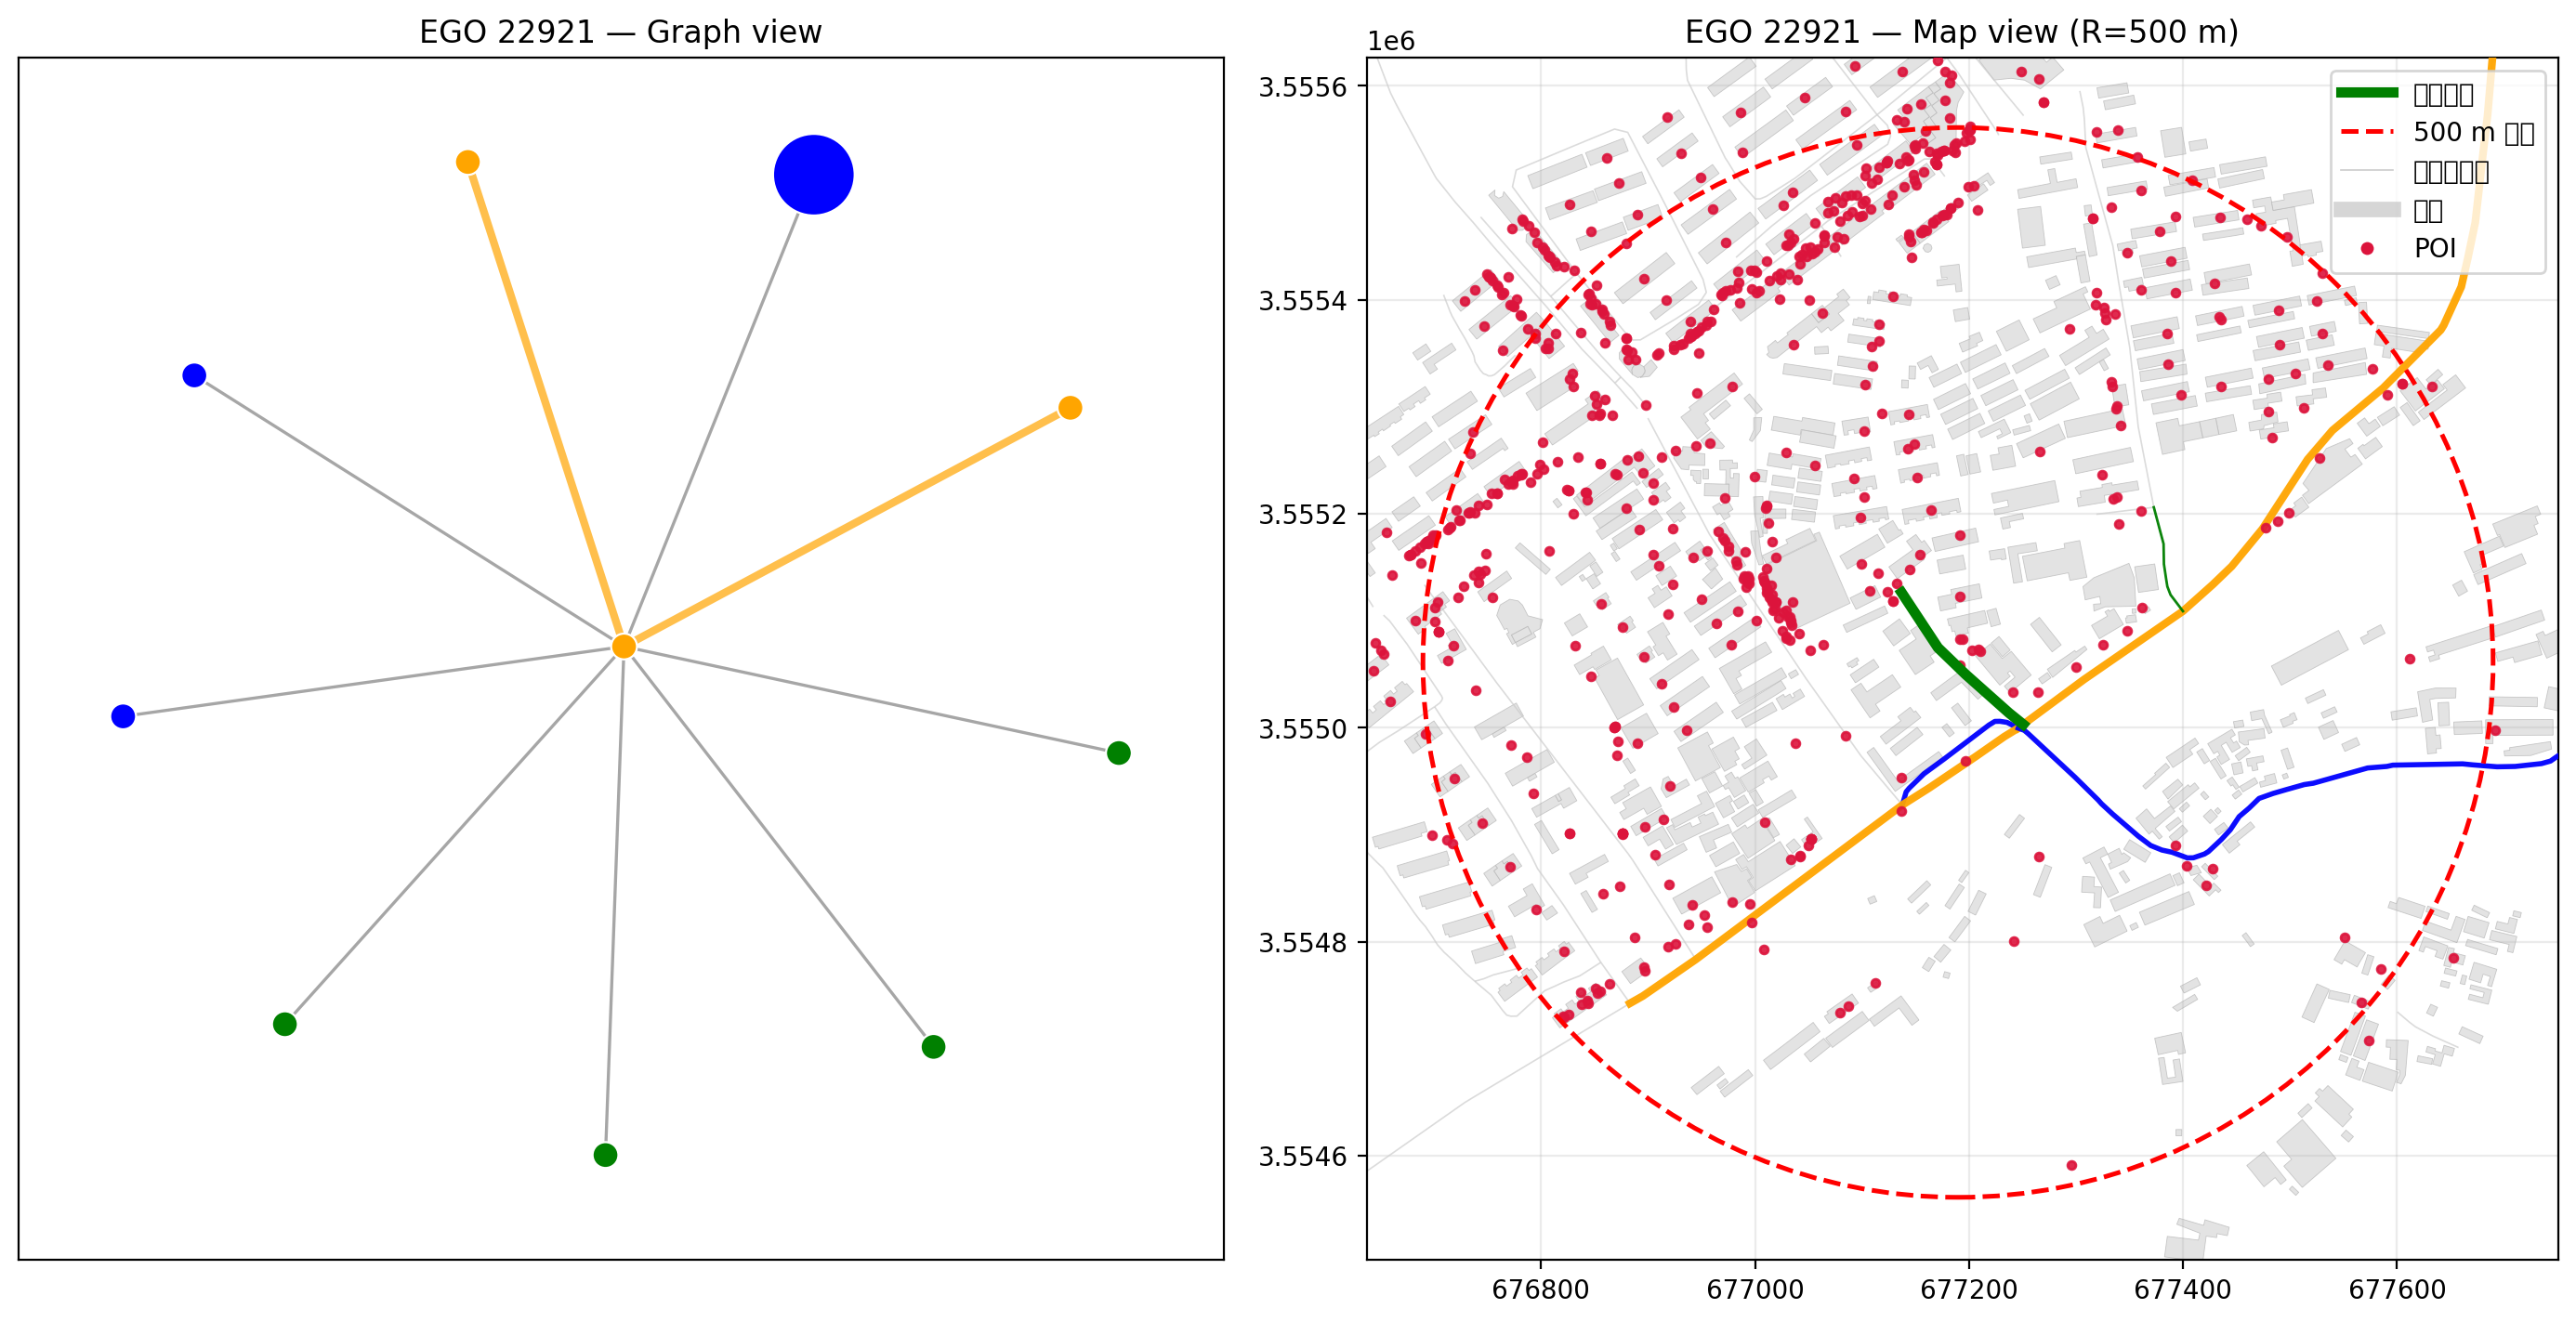 EGO 22921 — Graph view
EGO 22921 — Map view (R=500 m)
1e6
3.5556
3.5554
3.5552
3.5550
3.5548
3.5546
676800
677000
677200
677400
677600
500 m
POI